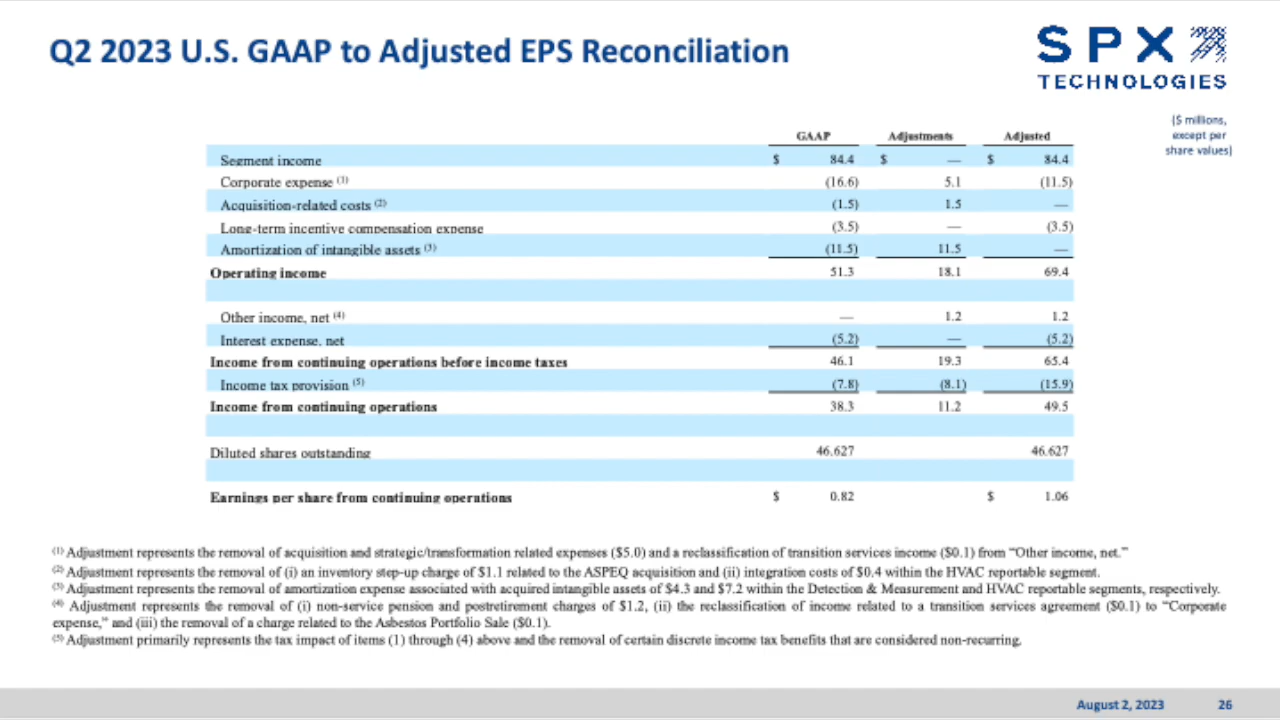 Q2 2023 U.S. GAAP to Adjusted EPS Reconciliation
SPX
TECHNOLOGIES
($ millions,
except per
share values)
GAAP Adjustments Adjusted
Segment income $ 84.4 $ — $ 84.4
Corporate expense (1) (16.6) 5.1 (11.5)
Acquisition-related costs (2) (1.5) 1.5 —
Long-term incentive compensation expense (3.5) — (3.5)
Amortization of intangible assets (3) (11.5) 11.5 —
Operating income 51.3 18.1 69.4
Other income, net (4) — 1.2 1.2
Interest expense, net (5.2) — (5.2)
Income from continuing operations before income taxes 46.1 19.3 65.4
Income tax provision (5) (7.8) (8.1) (15.9)
Income from continuing operations 38.3 11.2 49.5
Diluted shares outstanding 46.627 46.627
Earnings per share from continuing operations $ 0.82 $ 1.06
(1) Adjustment represents the removal of acquisition and strategic/transformation related expenses ($5.0) and a reclassification of transition services income ($0.1) from “Other income, net.”
(2) Adjustment represents the removal of (i) an inventory step-up charge of $1.1 related to the ASPEQ acquisition and (ii) integration costs of $0.4 within the HVAC reportable segment.
(3) Adjustment represents the removal of amortization expense associated with acquired intangible assets of $4.3 and $7.2 within the Detection & Measurement and HVAC reportable segments, respectively.
(4) Adjustment represents the removal of (i) non-service pension and postretirement charges of $1.2, (ii) the reclassification of income related to a transition services agreement ($0.1) to “Corporate
expense,” and (iii) the removal of a charge related to the Asbestos Portfolio Sale ($0.1).
(5) Adjustment primarily represents the tax impact of items (1) through (4) above and the removal of certain discrete income tax benefits that are considered non-recurring.
August 2, 2023 26